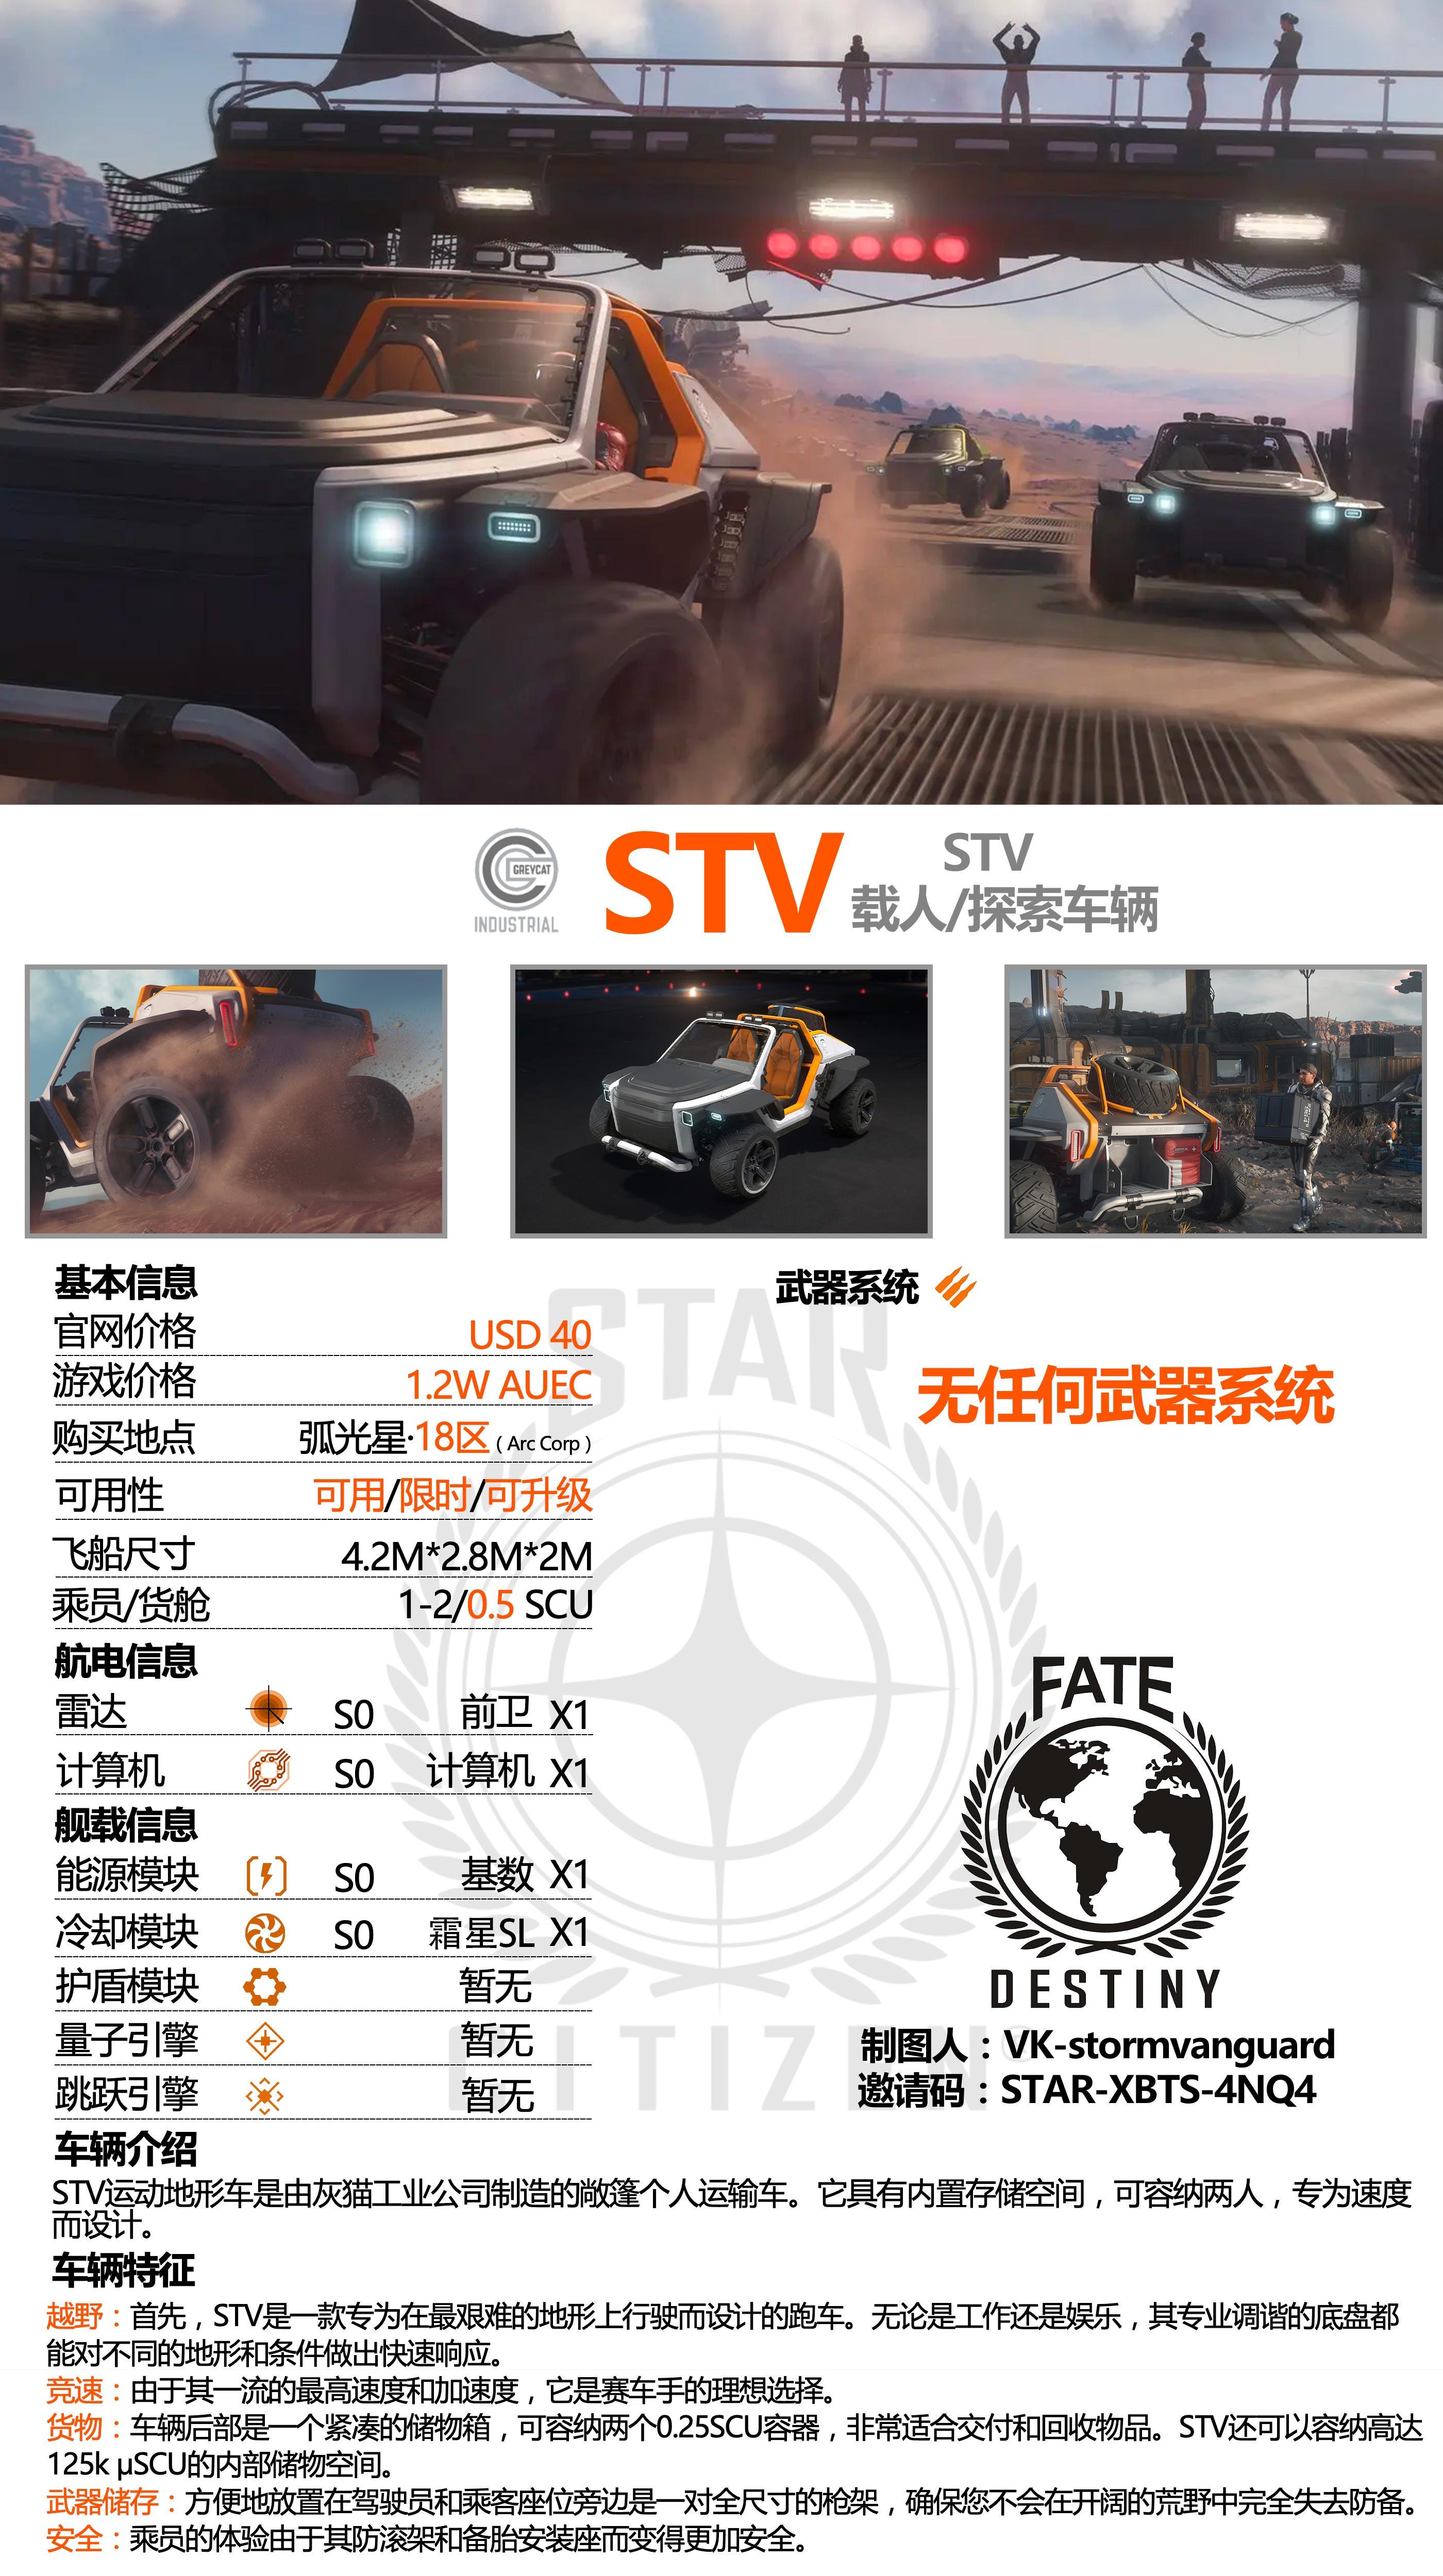 GREYCAT
INDUSTRIAL
STV
STV
载人/探索车辆
基本信息
官网价格 USD 40
游戏价格 1.2W AUEC
购买地点 弧光星·18区 ( Arc Corp )
可用性 可用/限时/可升级
飞船尺寸 4.2M*2.8M*2M
乘员/货舱 1-2/0.5 SCU
航电信息
雷达 S0 前卫 X1
计算机 S0 计算机 X1
舰载信息
能源模块 S0 基数 X1
冷却模块 S0 霜星SL X1
护盾模块 暂无
量子引擎 暂无
跳跃引擎 暂无
武器系统
无任何武器系统
STAR
CITIZEN
FATE
DESTINY
制图人：VK-stormvanguard
邀请码：STAR-XBTS-4NQ4
车辆介绍
STV运动地形车是由灰猫工业公司制造的敞篷个人运输车。它具有内置存储空间，可容纳两人，专为速度
而设计。
车辆特征
越野：首先，STV是一款专为在最艰难的地形上行驶而设计的跑车。无论是工作还是娱乐，其专业调谐的底盘都
能对不同的地形和条件做出快速响应。
竞速：由于其一流的最高速度和加速度，它是赛车手的理想选择。
货物：车辆后部是一个紧凑的储物箱，可容纳两个0.25SCU容器，非常适合交付和回收物品。STV还可以容纳高达
125k μSCU的内部储物空间。
武器储存：方便地放置在驾驶员和乘客座位旁边是一对全尺寸的枪架，确保您不会在开阔的荒野中完全失去防备。
安全：乘员的体验由于其防滚架和备胎安装座而变得更加安全。